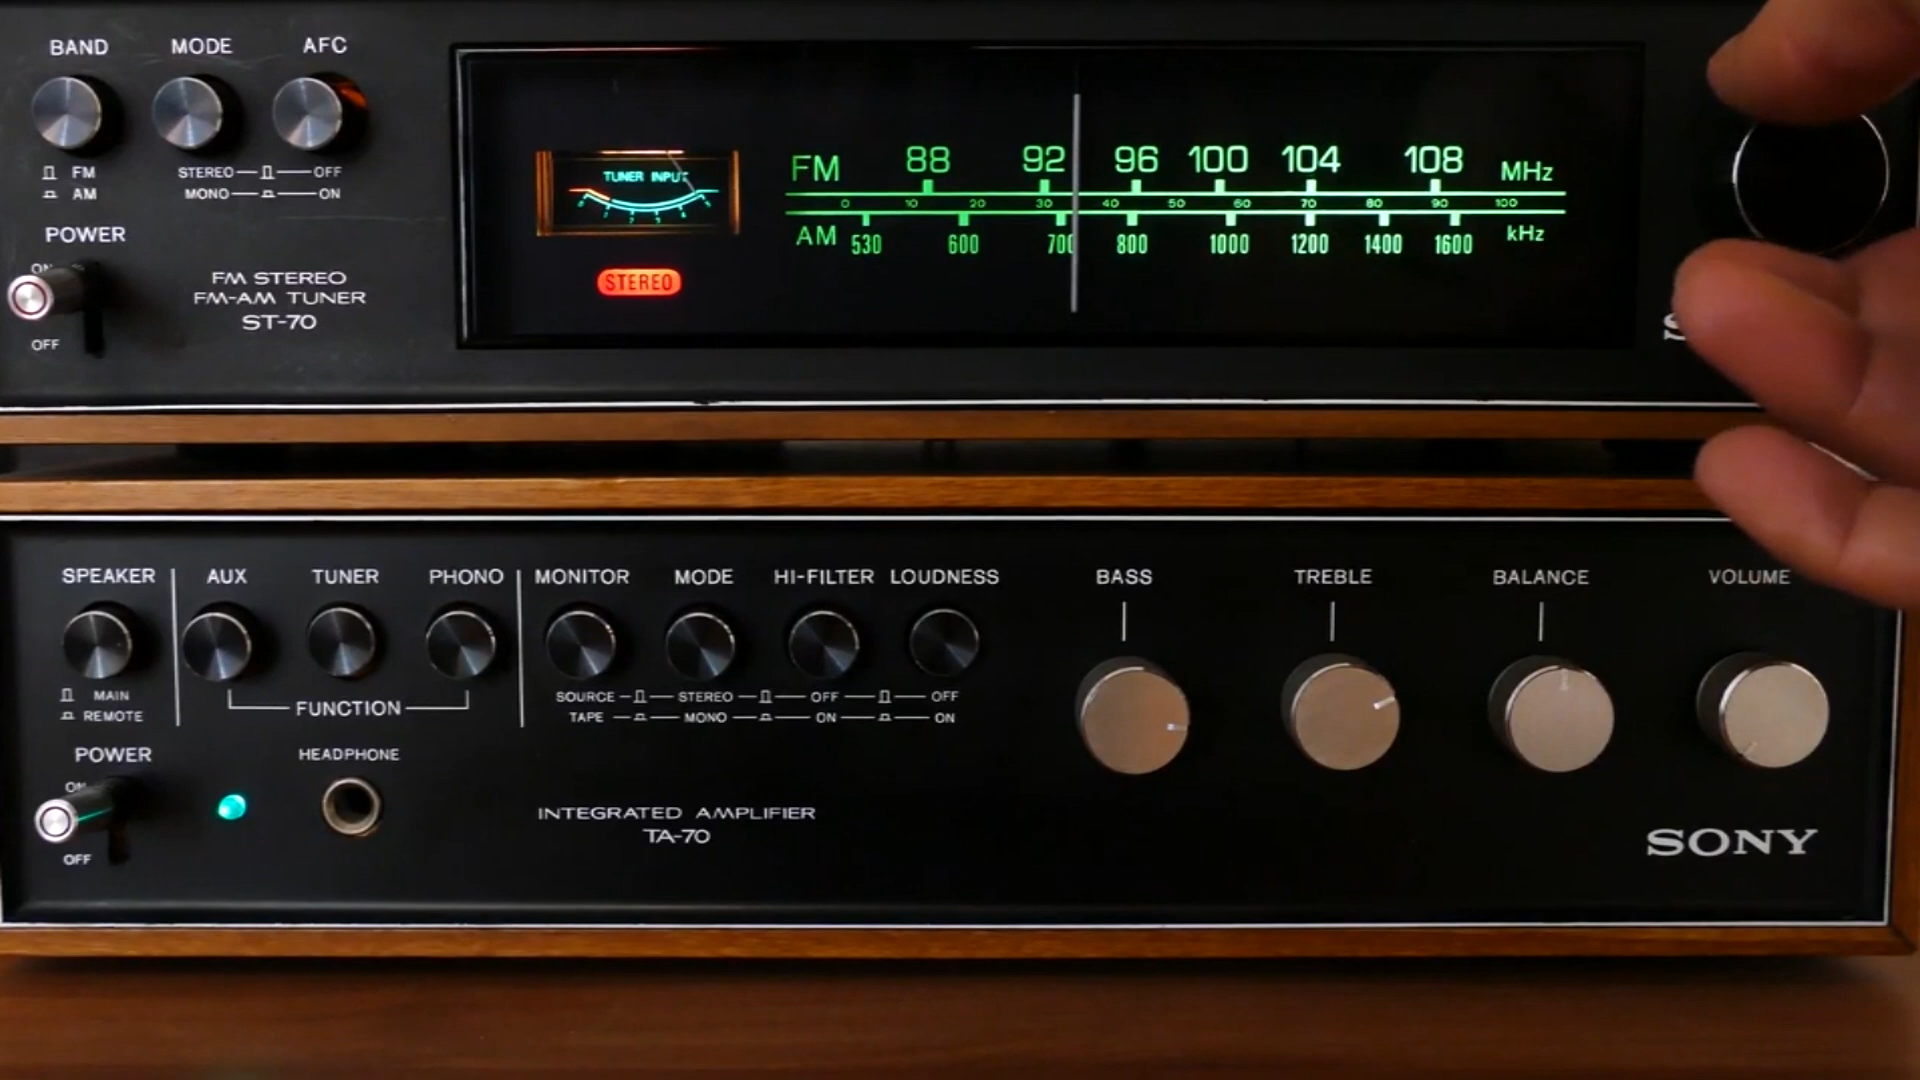 BAND MODE AFC
FM STEREO OFF
AM MONO ON
POWER
ON
OFF
FM STEREO
FM-AM TUNER
ST-70
TUNER INPUT
STEREO
FM 88 92 96 100 104 108 MHz
0 10 20 30 40 50 60 70 80 90 100
AM 530 600 700 800 1000 1200 1400 1600 kHz
SPEAKER AUX TUNER PHONO MONITOR MODE HI-FILTER LOUDNESS BASS TREBLE BALANCE VOLUME
MAIN SOURCE STEREO OFF OFF
REMOTE FUNCTION TAPE MONO ON ON
POWER HEADPHONE
ON
OFF
INTEGRATED AMPLIFIER
TA-70
SONY